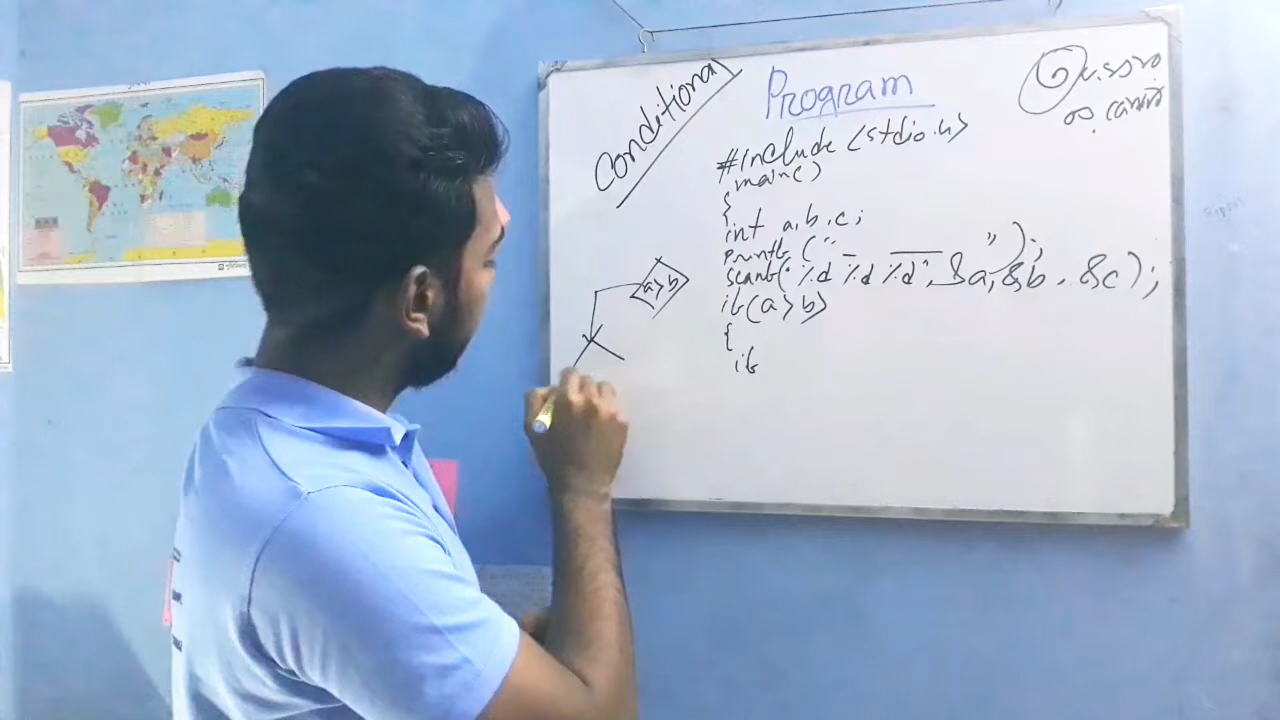 Conditional
Program
#include <stdio.h>
main()
{
int a, b, c;
printf (" ");
scanf("%d %d %d", &a, &b, &c);
if(a>b)
{
if
a>b